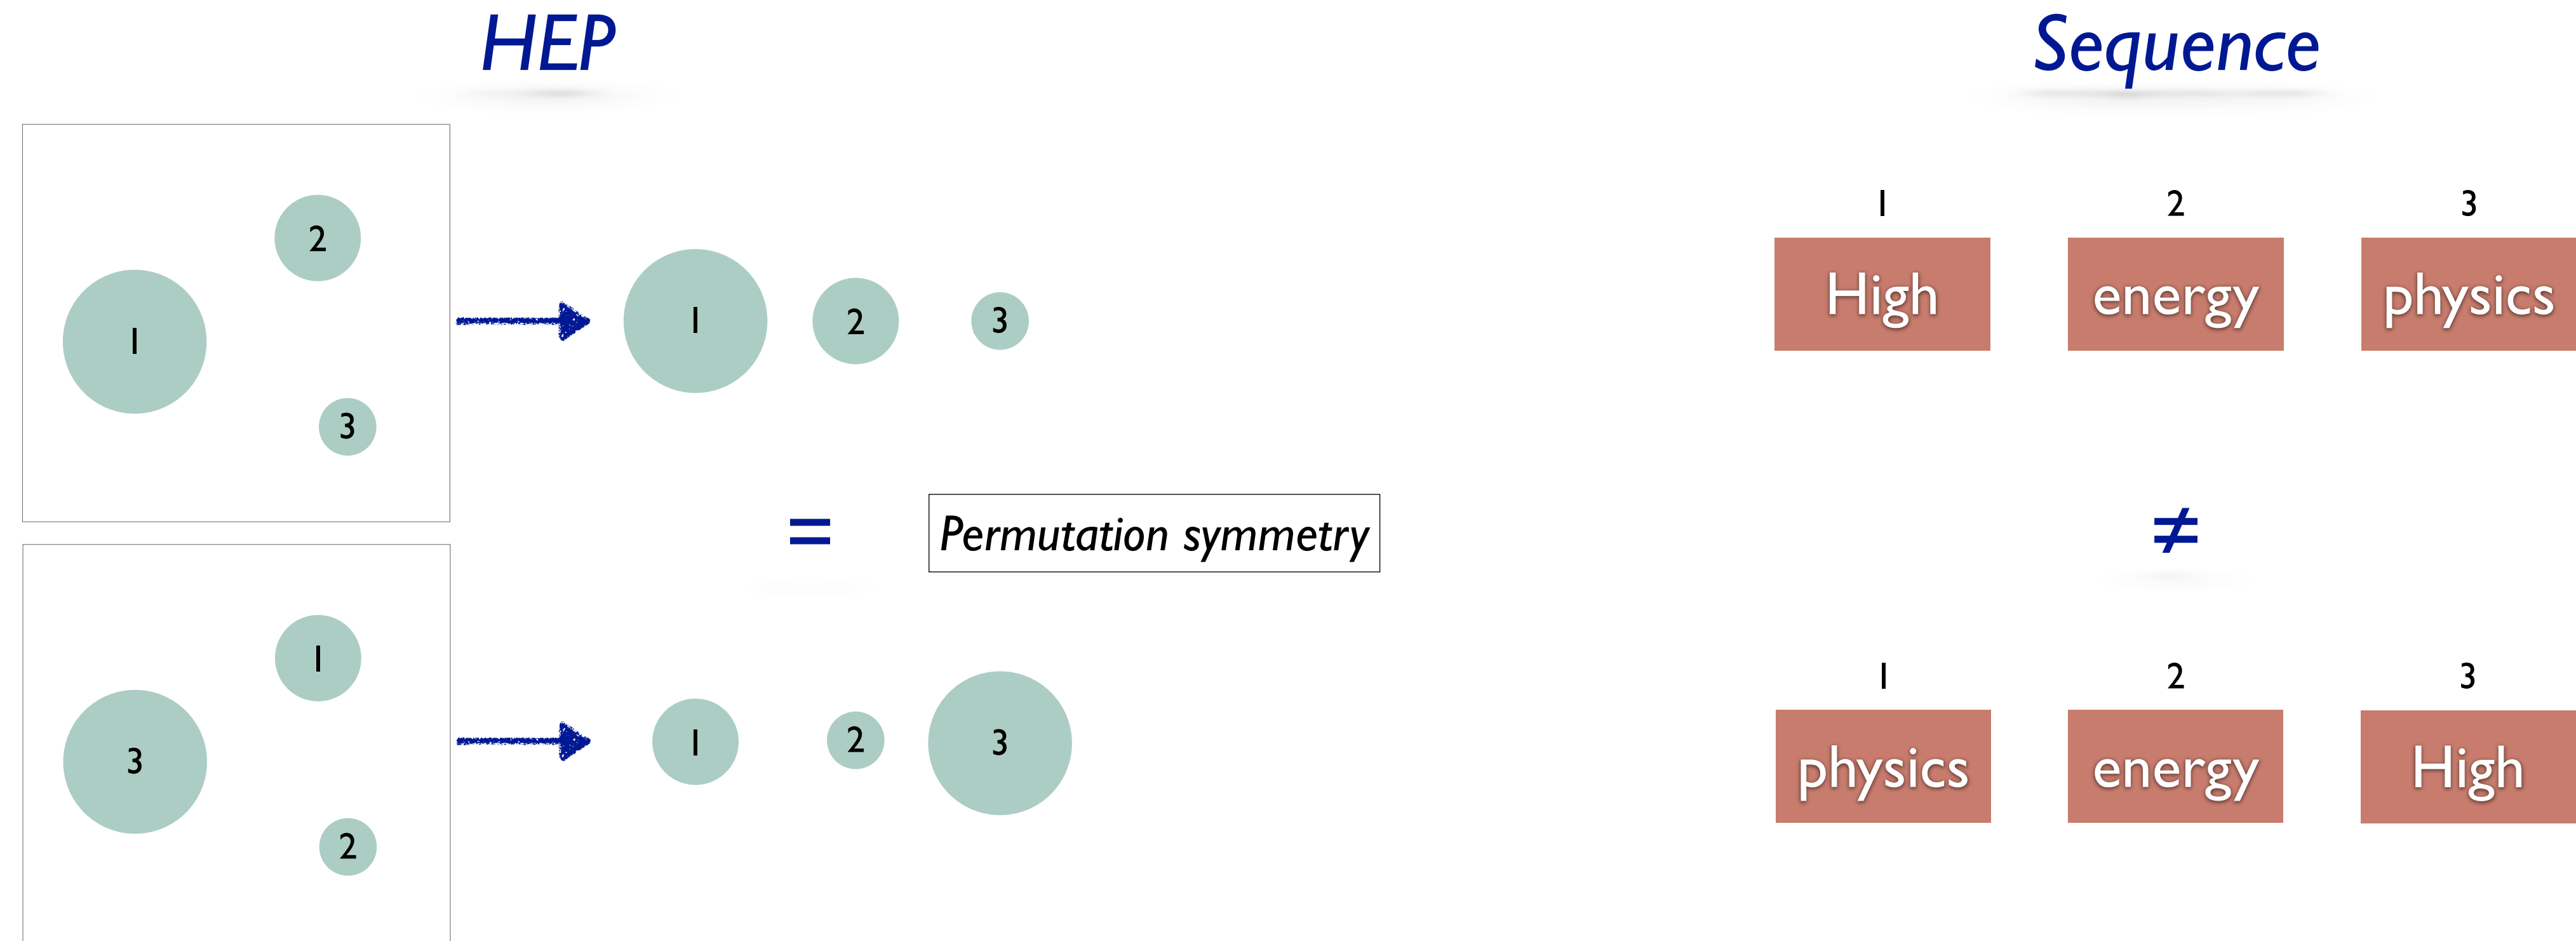 HEP
2
1
3
1 2 3
= Permutation symmetry
1
3
2
1 2 3
Sequence
1 2 3
High energy physics
≠
1 2 3
physics energy High